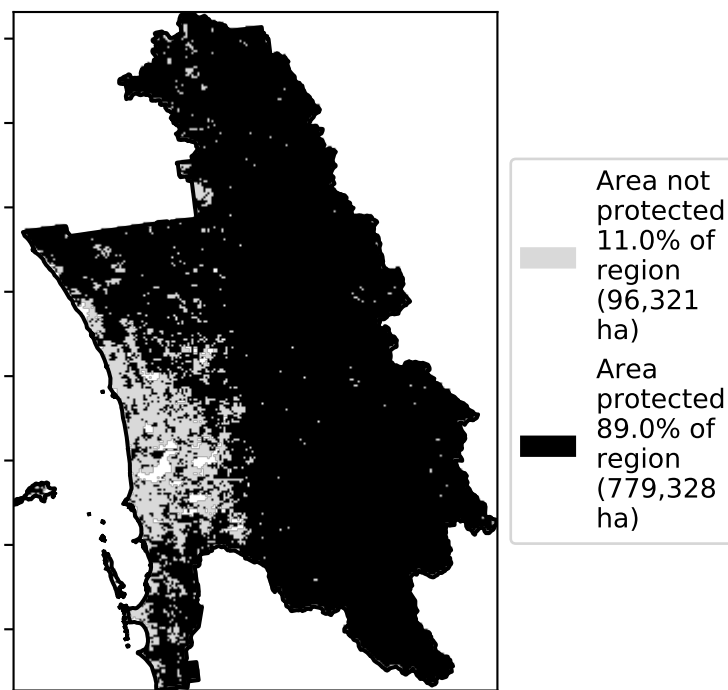 Area not
protected
11.0% of
region
(96,321
ha)
Area
protected
89.0% of
region
(779,328
ha)